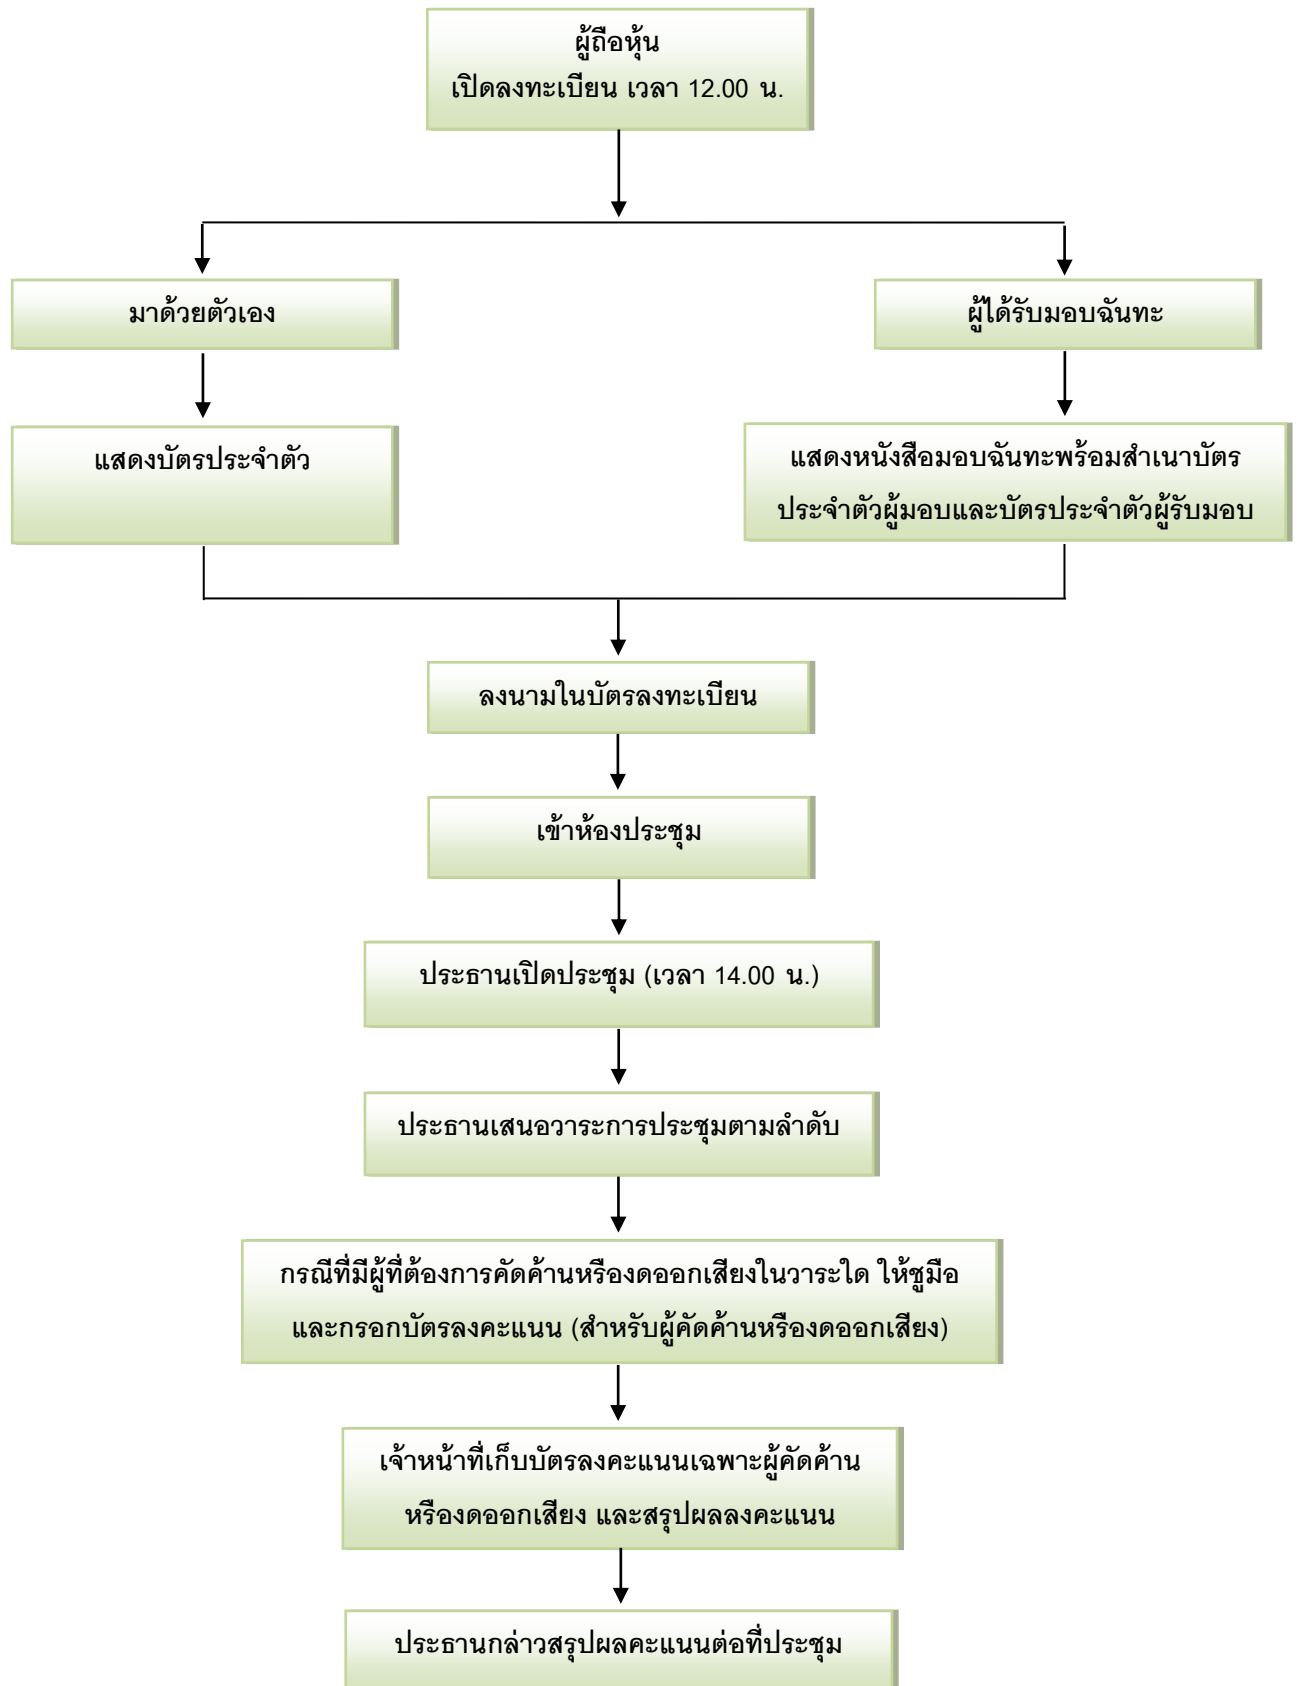 ผู้ถือหุ้น
เปิดลงทะเบียน เวลา 12.00 น.
มาด้วยตัวเอง
ผู้ได้รับมอบฉันทะ
แสดงบัตรประจำตัว
แสดงหนังสือมอบฉันทะพร้อมสำเนาบัตร
ประจำตัวผู้มอบและบัตรประจำตัวผู้รับมอบ
ลงนามในบัตรลงทะเบียน
เข้าห้องประชุม
ประธานเปิดประชุม (เวลา 14.00 น.)
ประธานเสนอวาระการประชุมตามลำดับ
กรณีที่มีผู้ที่ต้องการคัดค้านหรืองดออกเสียงในวาระใด ให้ชูมือ
และกรอกบัตรลงคะแนน (สำหรับผู้คัดค้านหรืองดออกเสียง)
เจ้าหน้าที่เก็บบัตรลงคะแนนเฉพาะผู้คัดค้าน
หรืองดออกเสียง และสรุปผลลงคะแนน
ประธานกล่าวสรุปผลคะแนนต่อที่ประชุม